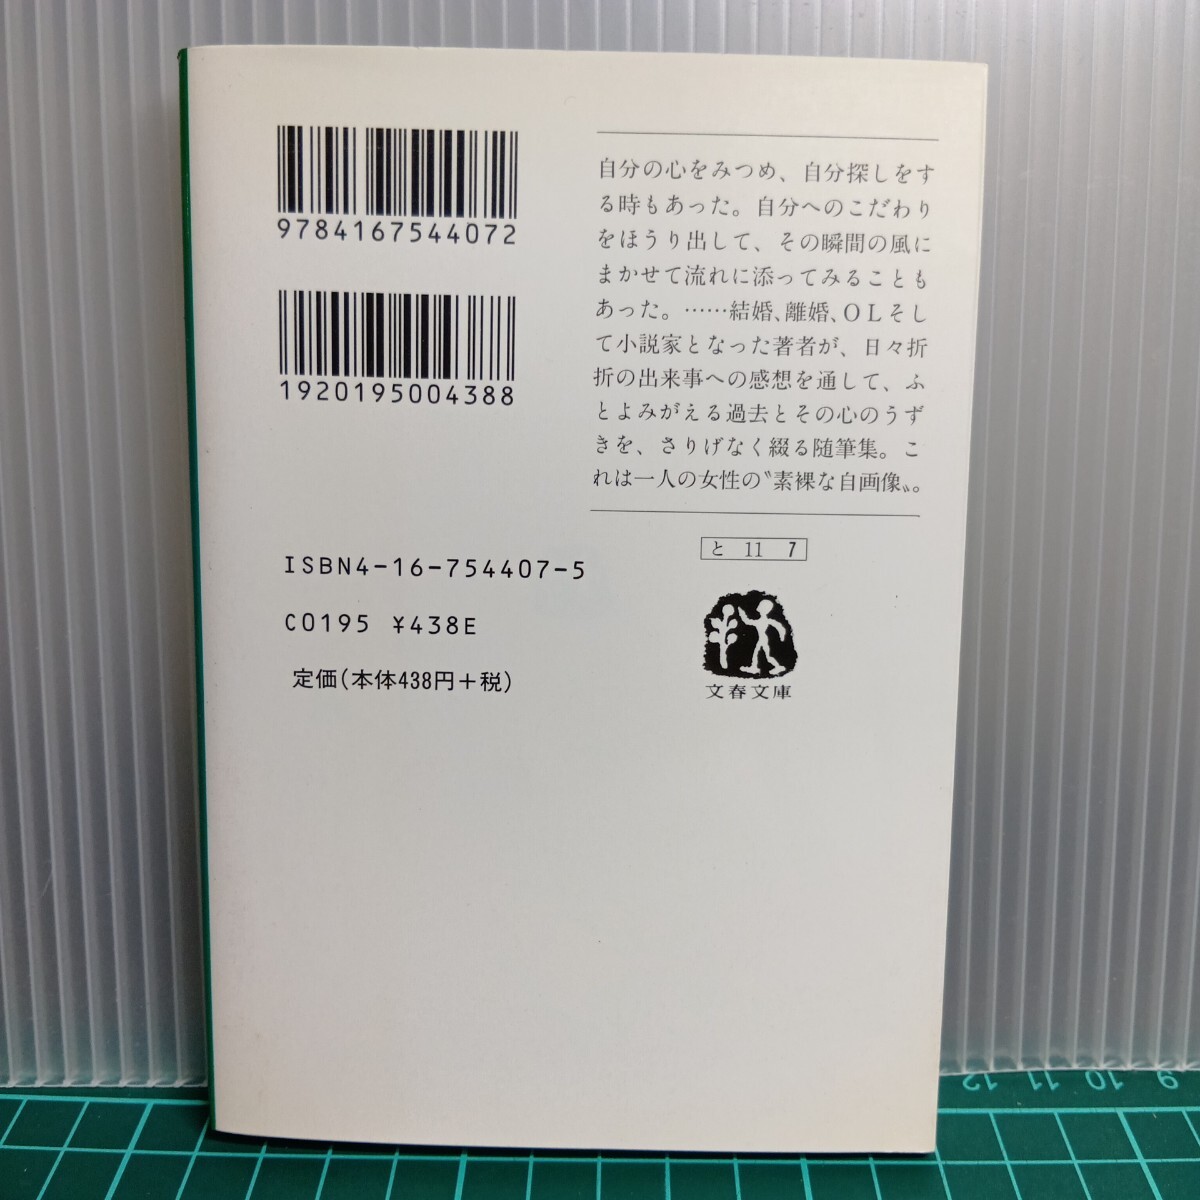 9784167544072
1920195004388
自分の心をみつめ、自分探しをす
る時もあった。自分へのこだわり
をほうり出して、その瞬間の風に
まかせて流れに添ってみることも
あった。……結婚、離婚、OLそし
て小説家となった著者が、日々折
折の出来事への感想を通して、ふ
とよみがえる過去とその心のうず
きを、さりげなく綴る随筆集。こ
れは一人の女性の〝素裸な自画像〟。
ISBN4-16-754407-5
C0195 ¥438E
定価(本体438円+税)
と 11 7
文春文庫
12 11 10 9